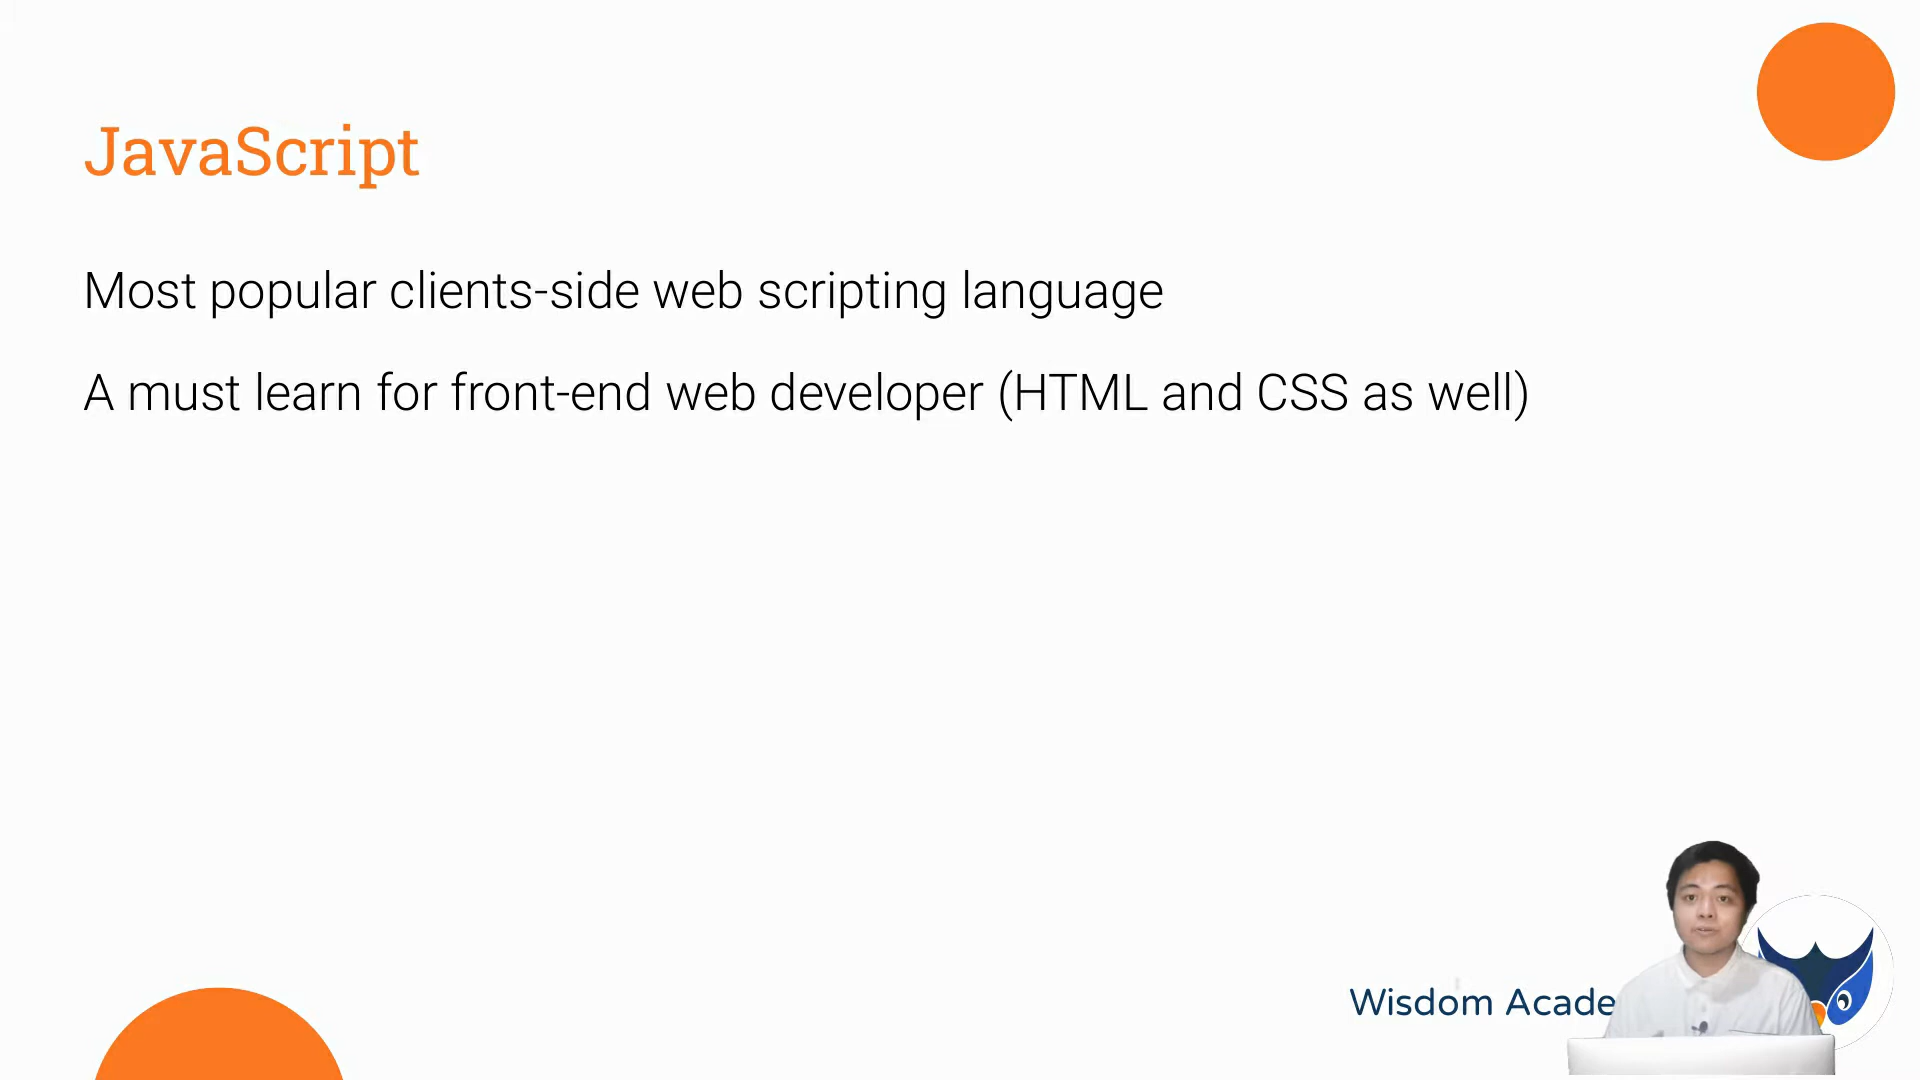 JavaScript
Most popular clients-side web scripting language
A must learn for front-end web developer (HTML and CSS as well)
Wisdom Acade